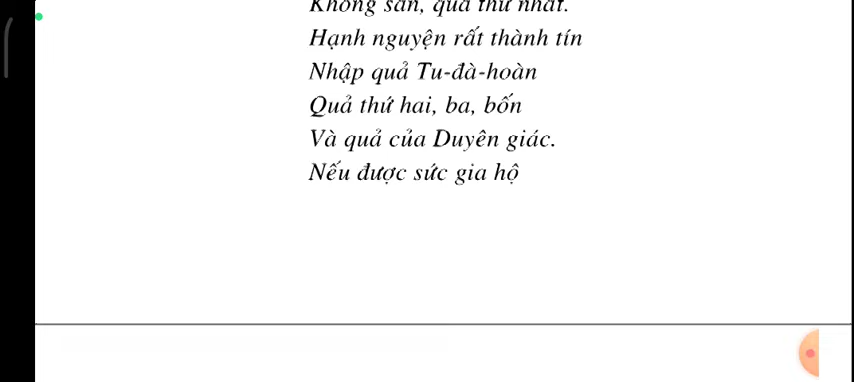 Không sân, quả thứ nhất.
Hạnh nguyện rất thành tín
Nhập quả Tu-đà-hoàn
Quả thứ hai, ba, bốn
Và quả của Duyên giác.
Nếu được sức gia hộ